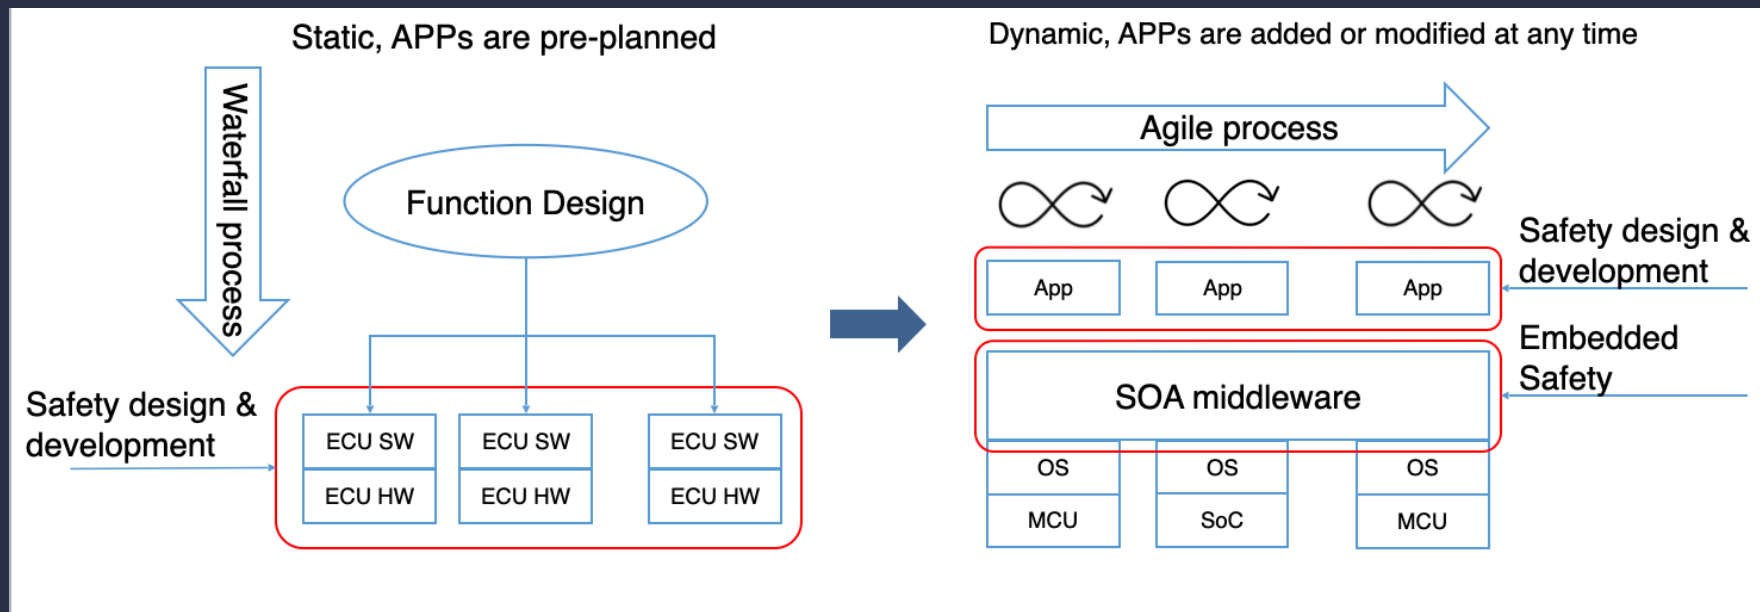 Static, APPs are pre-planned
Waterfall process
Function Design
Safety design &
development
ECU SW
ECU SW
ECU SW
ECU HW
ECU HW
ECU HW
Dynamic, APPs are added or modified at any time
Agile process
App
App
App
Safety design &
development
SOA middleware
Embedded
Safety
OS
OS
OS
MCU
SoC
MCU